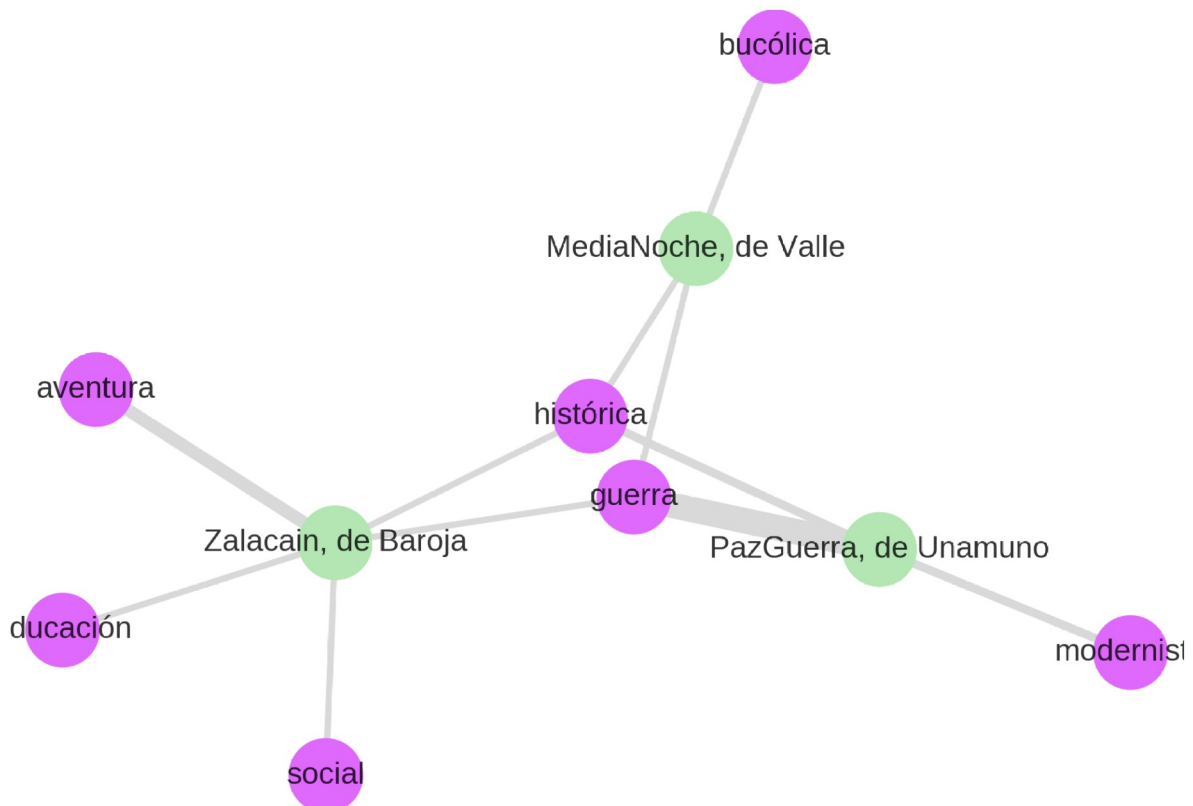 bucólica
MediaNoche, de Valle
aventura
histórica
guerra
Zalacain, de Baroja
PazGuerra, de Unamuno
ducación
modernist
social